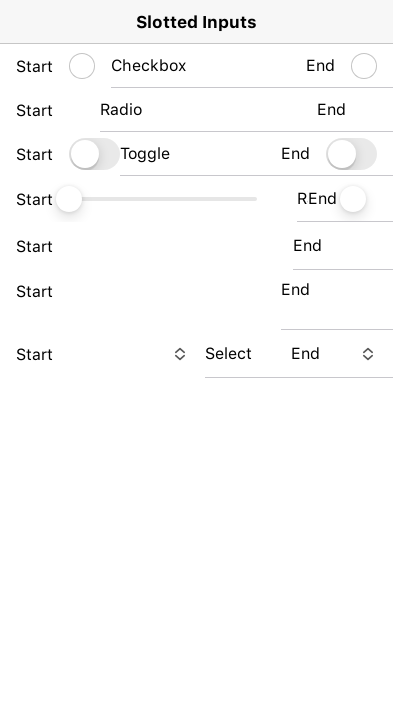 Slotted Inputs
Start Checkbox End
Start Radio End
Start Toggle End
Start REnd
Start End
Start End
Start Select End